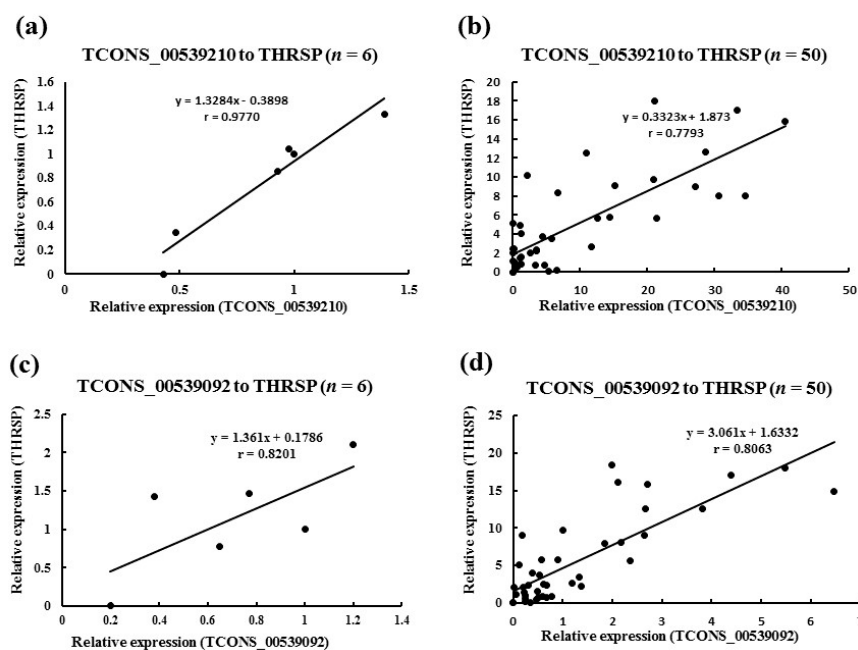 (a)
TCONS_00539210 to THRSP (n = 6)
Relative expression (THRSP)
1.6
1.4
1.2
1
0.8
0.6
0.4
0.2
0
y = 1.3284x - 0.3898
r = 0.9770
0
0.5
1
1.5
Relative expression (TCONS_00539210)
(b)
TCONS_00539210 to THRSP (n = 50)
Relative expression (THRSP)
20
18
16
14
12
10
8
6
4
2
0
y = 0.3323x + 1.873
r = 0.7793
0
10
20
30
40
50
Relative expression (TCONS_00539210)
(c)
TCONS_00539092 to THRSP (n = 6)
Relative expression (THRSP)
2.5
2
1.5
1
0.5
0
y = 1.361x + 0.1786
r = 0.8201
0
0.2
0.4
0.6
0.8
1
1.2
1.4
Relative expression (TCONS_00539092)
(d)
TCONS_00539092 to THRSP (n = 50)
Relative expression (THRSP)
25
20
15
10
5
0
y = 3.061x + 1.6332
r = 0.8063
0
1
2
3
4
5
6
Relative expression (TCONS_00539092)